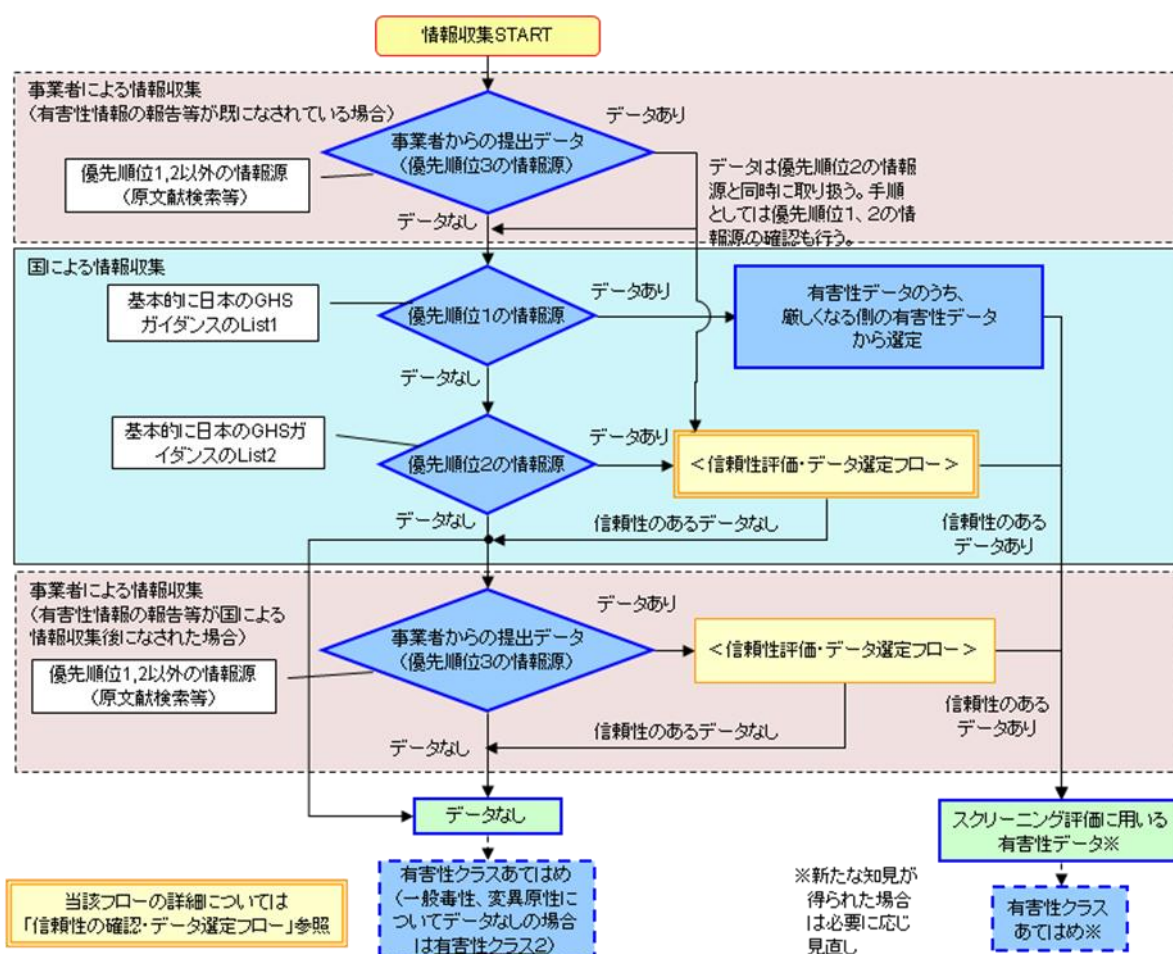 情報収集START
事業者による情報収集
(有害性情報の報告等が既になされている場合)
データあり
事業者からの提出データ
(優先順位3の情報源)
優先順位1,2以外の情報源
(原文献検索等)
データは優先順位2の情報
源と同時に取り扱う。手順
としては優先順位1、2の情
報源の確認も行う。
データなし
国による情報収集
基本的に日本のGHS
ガイダンスのList1
優先順位1の情報源
データあり
有害性データのうち、
厳しくなる側の有害性データ
から選定
データなし
基本的に日本のGHSガ
イダンスのList2
優先順位2の情報源
データあり
<信頼性評価・データ選定フロー>
データなし
信頼性のあるデータなし
信頼性のある
データあり
事業者による情報収集
(有害性情報の報告等が国による
情報収集後になされた場合)
データあり
事業者からの提出データ
(優先順位3の情報源)
<信頼性評価・データ選定フロー>
優先順位1,2以外の情報源
(原文献検索等)
信頼性のあるデータなし
信頼性のある
データあり
データなし
データなし
スクリーニング評価に用いる
有害性データ※
有害性クラスあてはめ
(一般毒性、変異原性に
ついてデータなしの場合
は有害性クラス2)
当該フローの詳細については
「信頼性の確認・データ選定フロー」参照
※新たな知見が
得られた場合
は必要に応じ
見直し
有害性クラス
あてはめ※